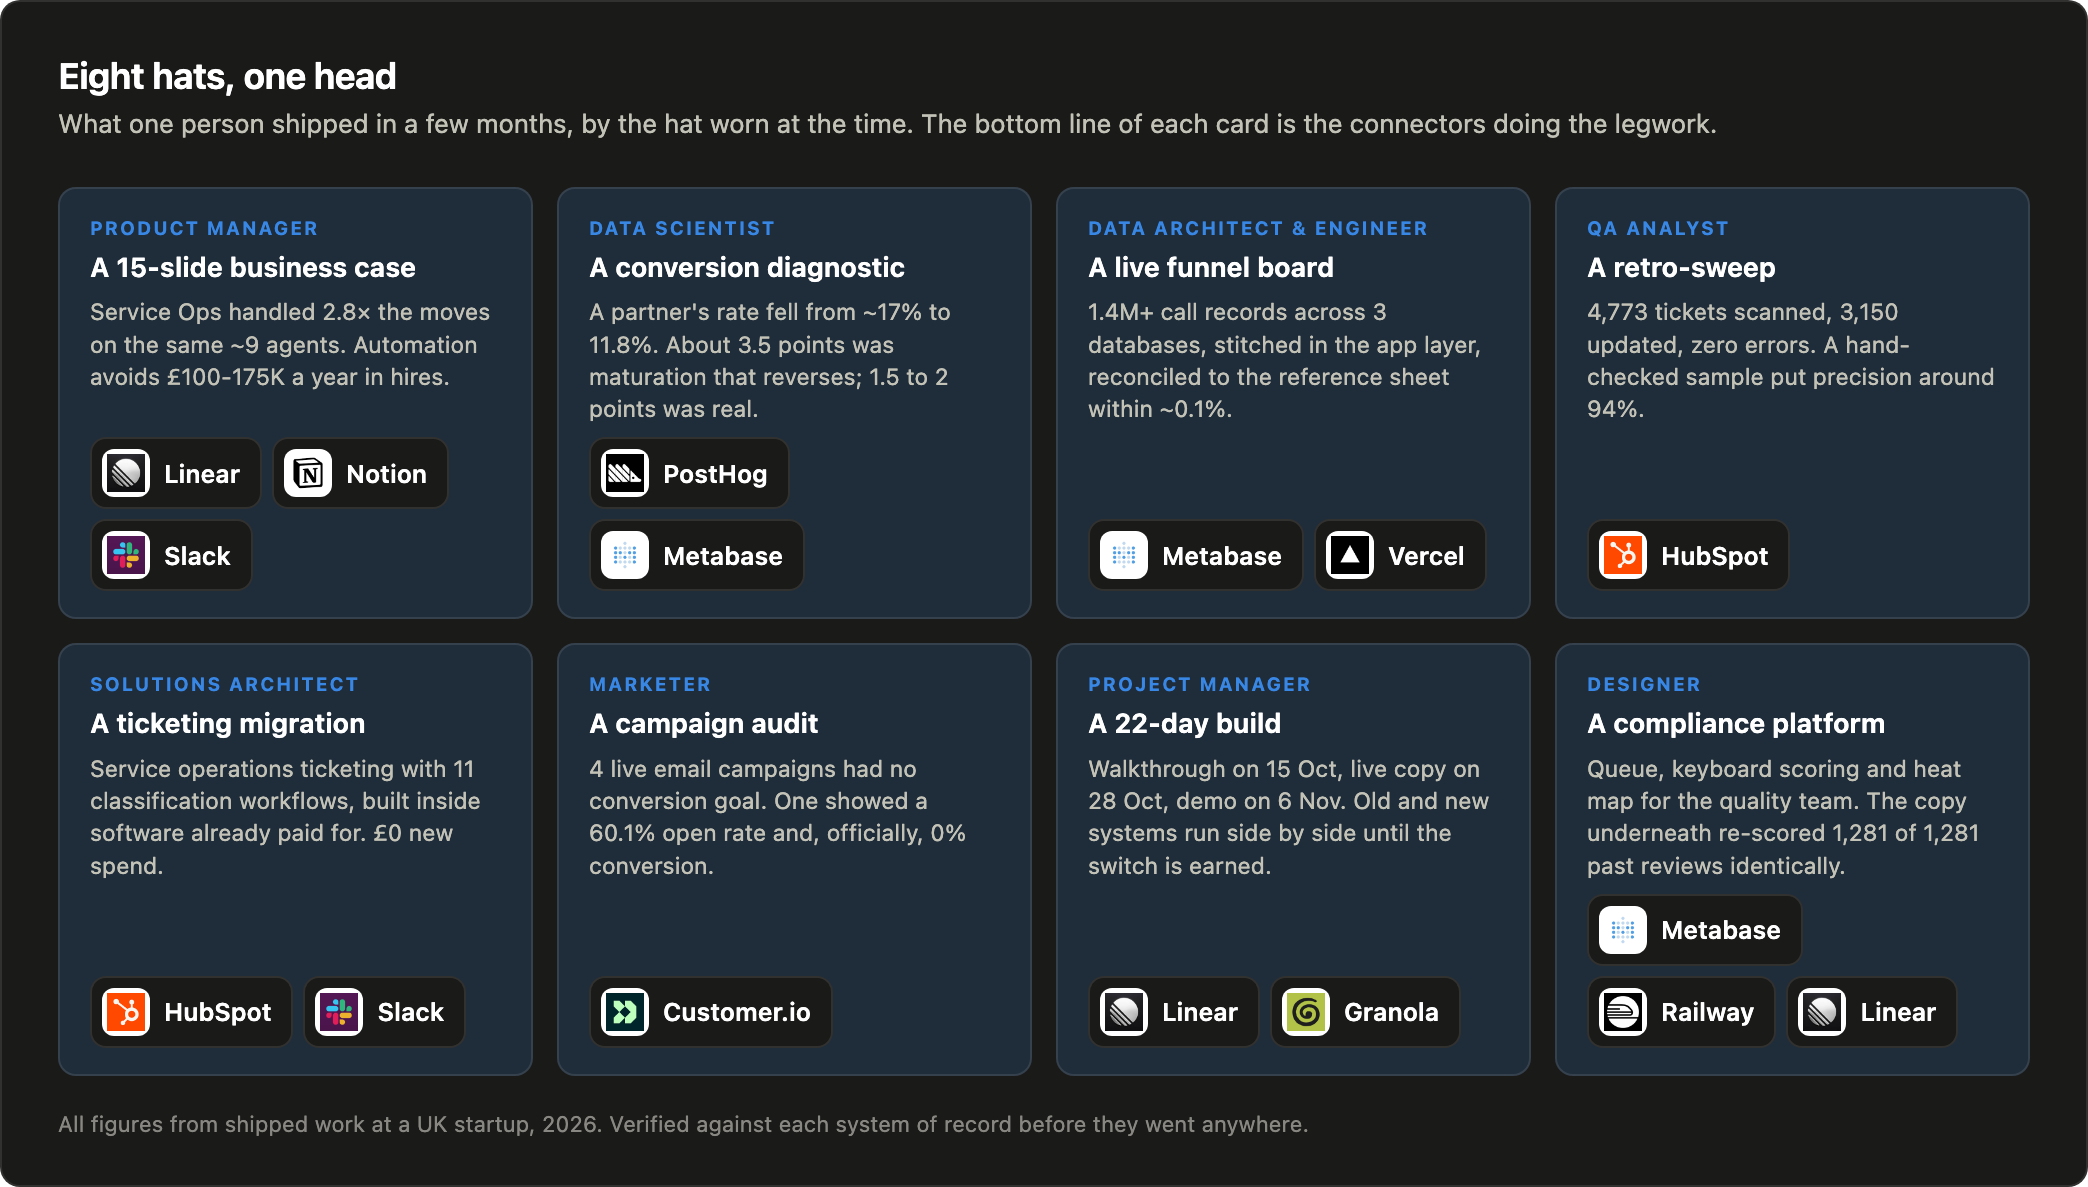 Eight hats, one head
What one person shipped in a few months, by the hat worn at the time. The bottom line of each card is the connectors doing the legwork.
PRODUCT MANAGER
A 15-slide business case
Service Ops handled 2.8× the moves
on the same ~9 agents. Automation
avoids £100-175K a year in hires.
Linear
Notion
Slack
DATA SCIENTIST
A conversion diagnostic
A partner's rate fell from ~17% to
11.8%. About 3.5 points was
maturation that reverses; 1.5 to 2
points was real.
PostHog
Metabase
DATA ARCHITECT & ENGINEER
A live funnel board
1.4M+ call records across 3
databases, stitched in the app layer,
reconciled to the reference sheet
within ~0.1%.
Metabase
Vercel
QA ANALYST
A retro-sweep
4,773 tickets scanned, 3,150
updated, zero errors. A hand-
checked sample put precision around
94%.
HubSpot
SOLUTIONS ARCHITECT
A ticketing migration
Service operations ticketing with 11
classification workflows, built inside
software already paid for. £0 new
spend.
HubSpot
Slack
MARKETER
A campaign audit
4 live email campaigns had no
conversion goal. One showed a
60.1% open rate and, officially, 0%
conversion.
Customer.io
PROJECT MANAGER
A 22-day build
Walkthrough on 15 Oct, live copy on
28 Oct, demo on 6 Nov. Old and new
systems run side by side until the
switch is earned.
Linear
Granola
DESIGNER
A compliance platform
Queue, keyboard scoring and heat
map for the quality team. The copy
underneath re-scored 1,281 of 1,281
past reviews identically.
Metabase
Railway
Linear
All figures from shipped work at a UK startup, 2026. Verified against each system of record before they went anywhere.